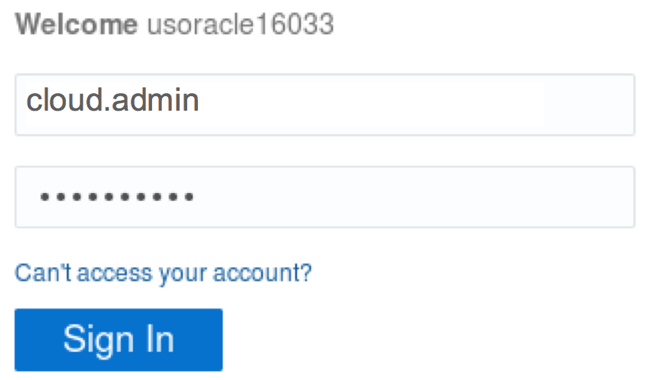 Welcome usoracle16033
cloud.admin
••••••••••
Can't access your account?
Sign In